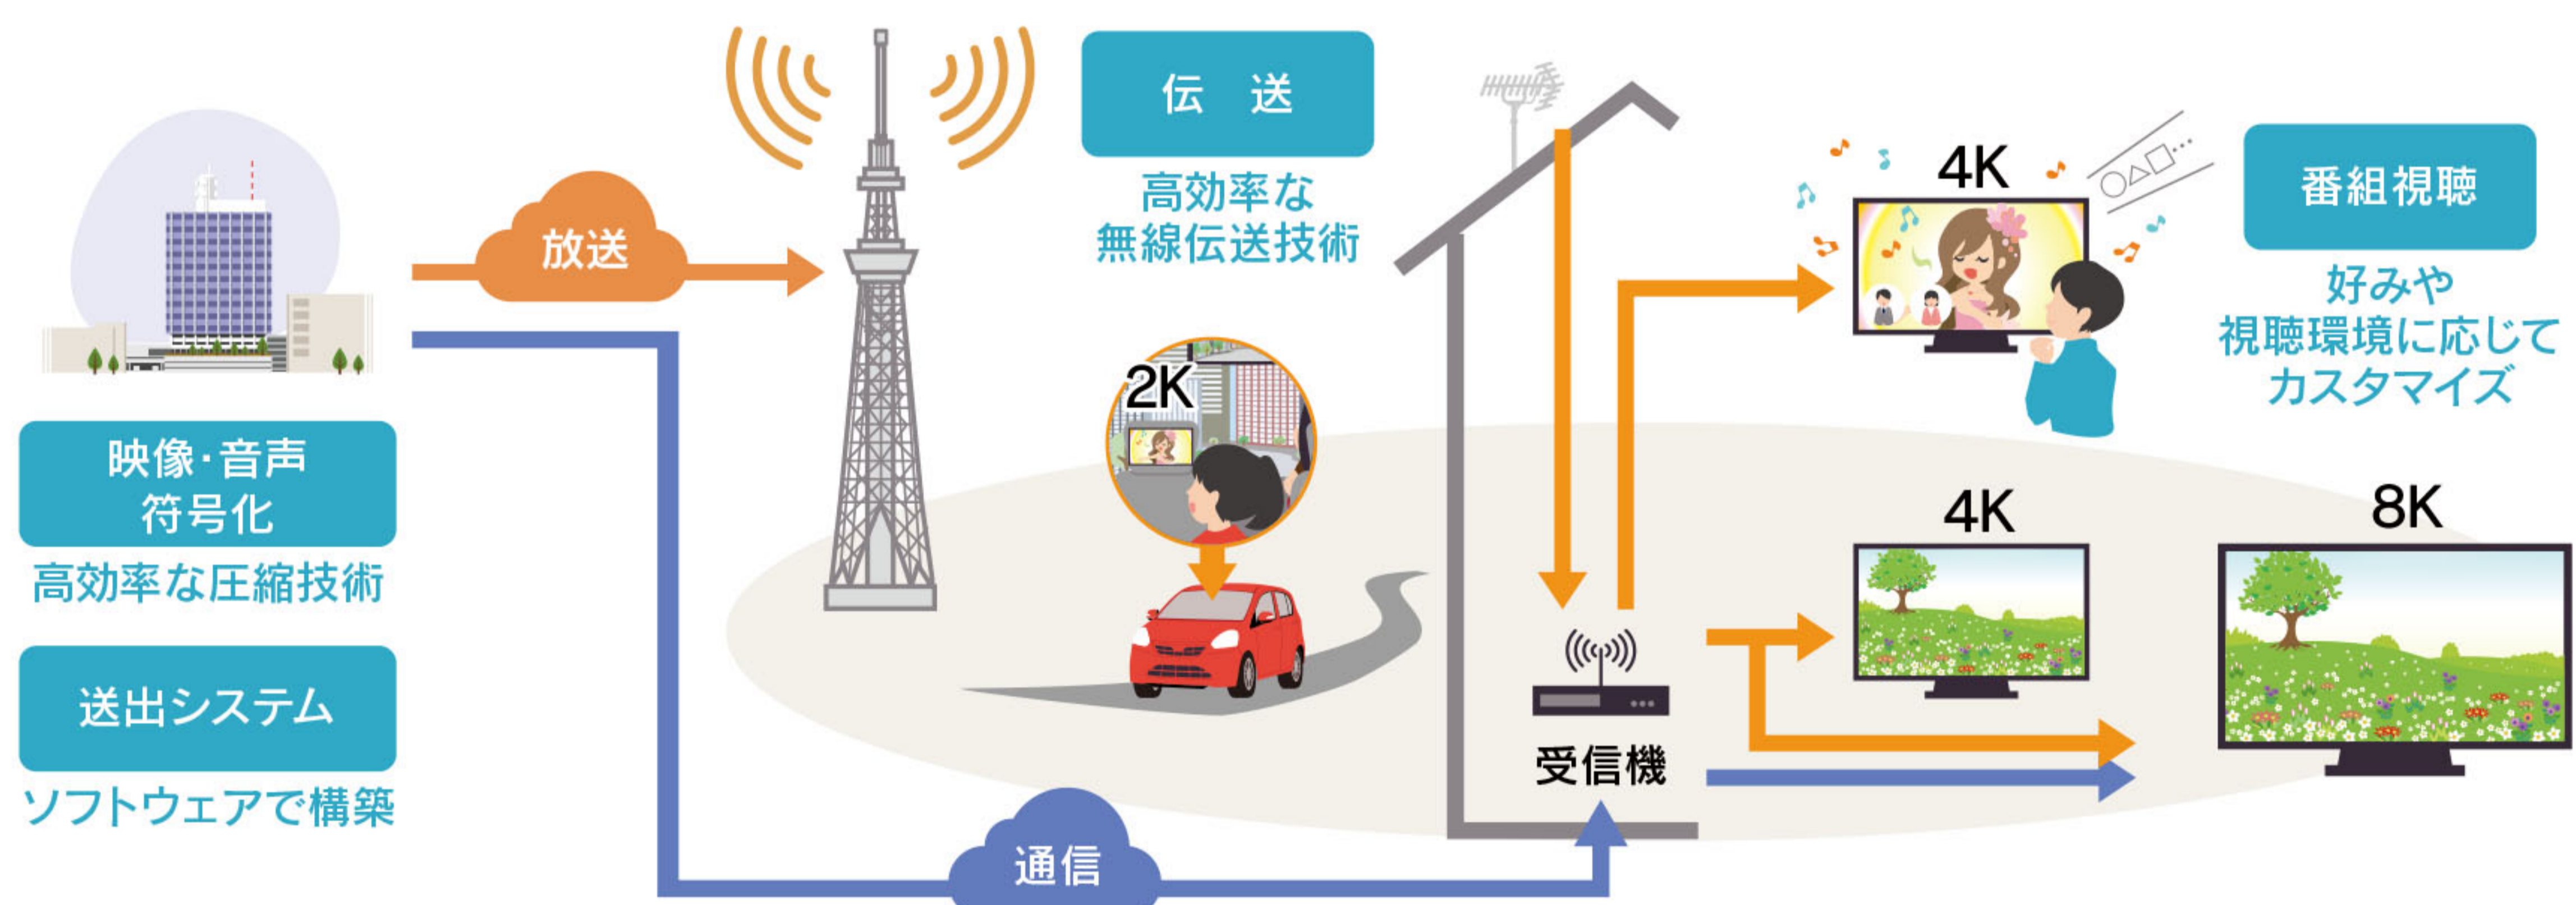 映像・音声
符号化
高効率な圧縮技術
送出システム
ソフトウェアで構築
放送
通信
伝 送
高効率な
無線伝送技術
2K
受信機
4K
○△□…
番組視聴
好みや
視聴環境に応じて
カスタマイズ
4K
8K